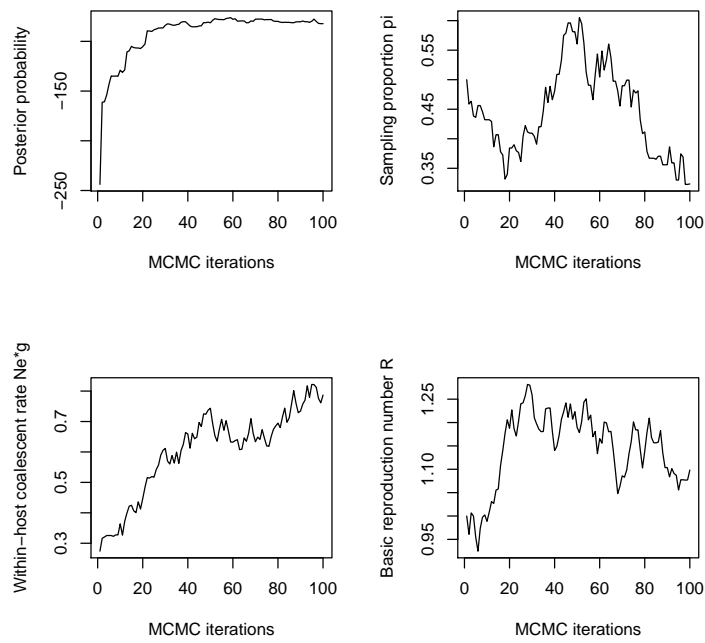 Posterior probability
−250
−150
0 20 40 60 80 100
MCMC iterations
Sampling proportion pi
0.35 0.45 0.55
0 20 40 60 80 100
MCMC iterations
Within−host coalescent rate Ne*g
0.3 0.5 0.7
0 20 40 60 80 100
MCMC iterations
Basic reproduction number R
0.95 1.10 1.25
0 20 40 60 80 100
MCMC iterations